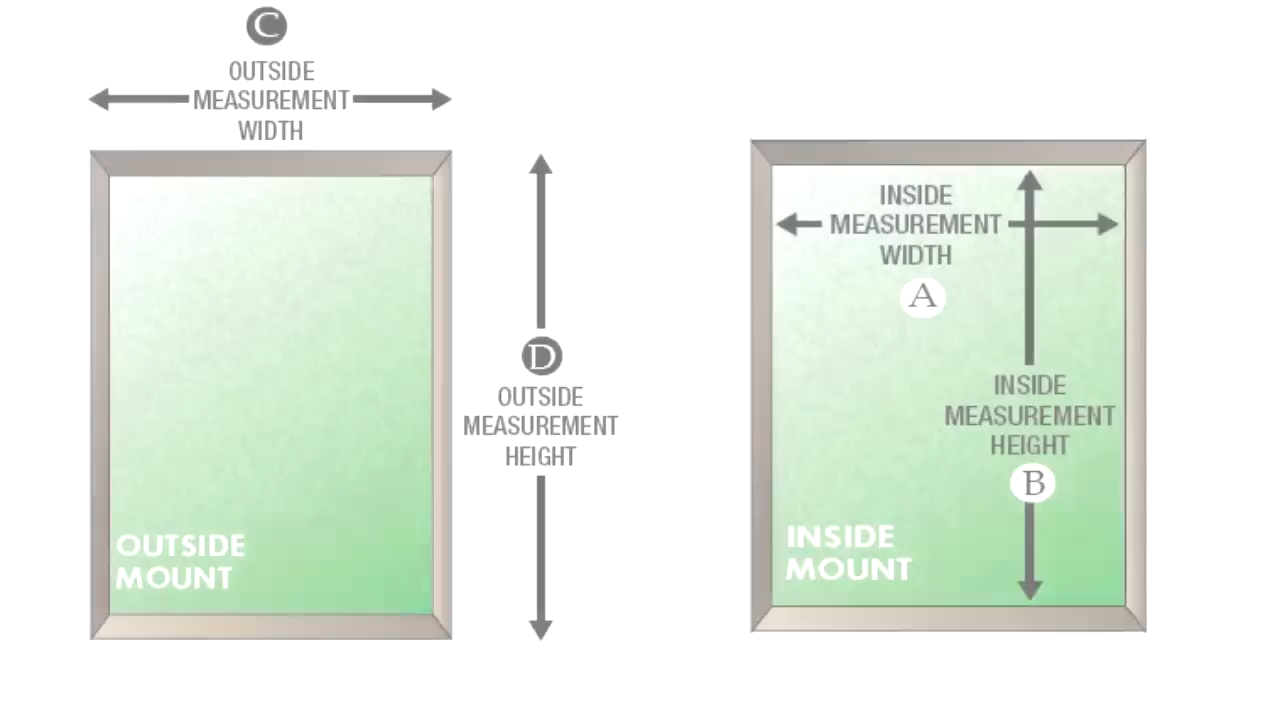 C
OUTSIDE
MEASUREMENT
WIDTH
D
OUTSIDE
MEASUREMENT
HEIGHT
OUTSIDE
MOUNT
INSIDE
MEASUREMENT
WIDTH
A
INSIDE
MEASUREMENT
HEIGHT
B
INSIDE
MOUNT